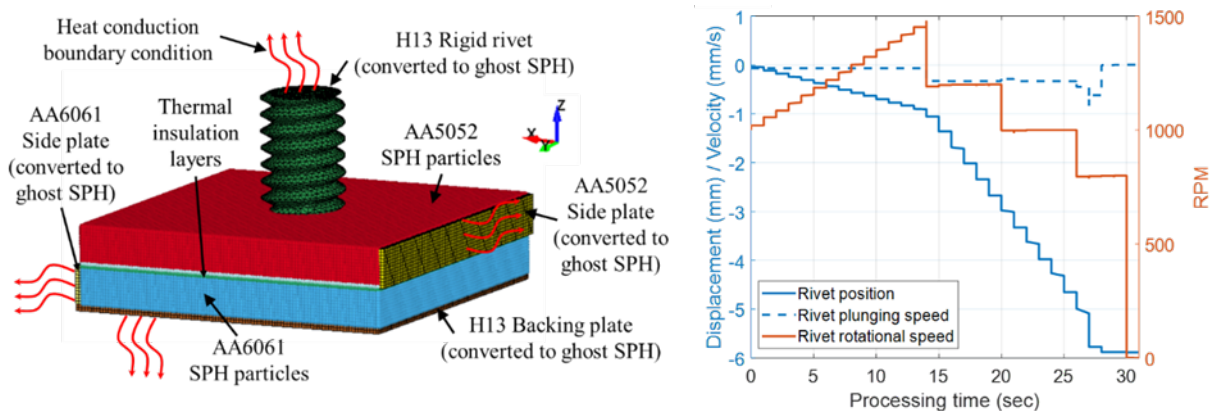 Heat conduction
boundary condition
H13 Rigid rivet
(converted to ghost SPH)
AA6061
Side plate
(converted to
ghost SPH)
Thermal
insulation
layers
AA5052
SPH particles
Z
X
Y
AA5052
Side plate
(converted to
ghost SPH)
AA6061
SPH particles
H13 Backing plate
(converted to ghost SPH)
Displacement (mm) / Velocity (mm/s)
1
0
-1
-2
-3
-4
-5
-6
Rivet position
Rivet plunging speed
Rivet rotational speed
0
5
10
15
20
25
30
Processing time (sec)
1500
1000
500
0
RPM